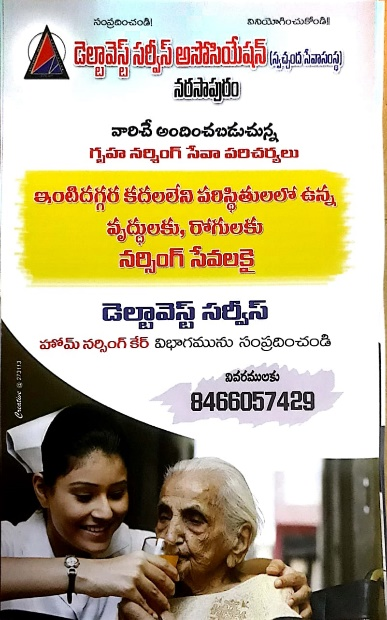 సంప్రదించండి! వినియోగించుకోండి!!
డెల్టావెస్ట్ సర్వీస్ అసోసియేషన్ (స్వచ్ఛంద సేవాసంస్థ)
నరసాపురం
వారిచే అందించబడుచున్న
గృహ నర్సింగ్ సేవా పరిచర్యలు
ఇంటిదగ్గర కదలలేని పరిస్థితులలో ఉన్న
వృద్ధులకు, రోగులకు
నర్సింగ్ సేవలకై
డెల్టావెస్ట్ సర్వీస్
హోమ్ నర్సింగ్ కేర్ విభాగమును సంప్రదించండి
వివరములకు
8466057429
Creative @ 273113